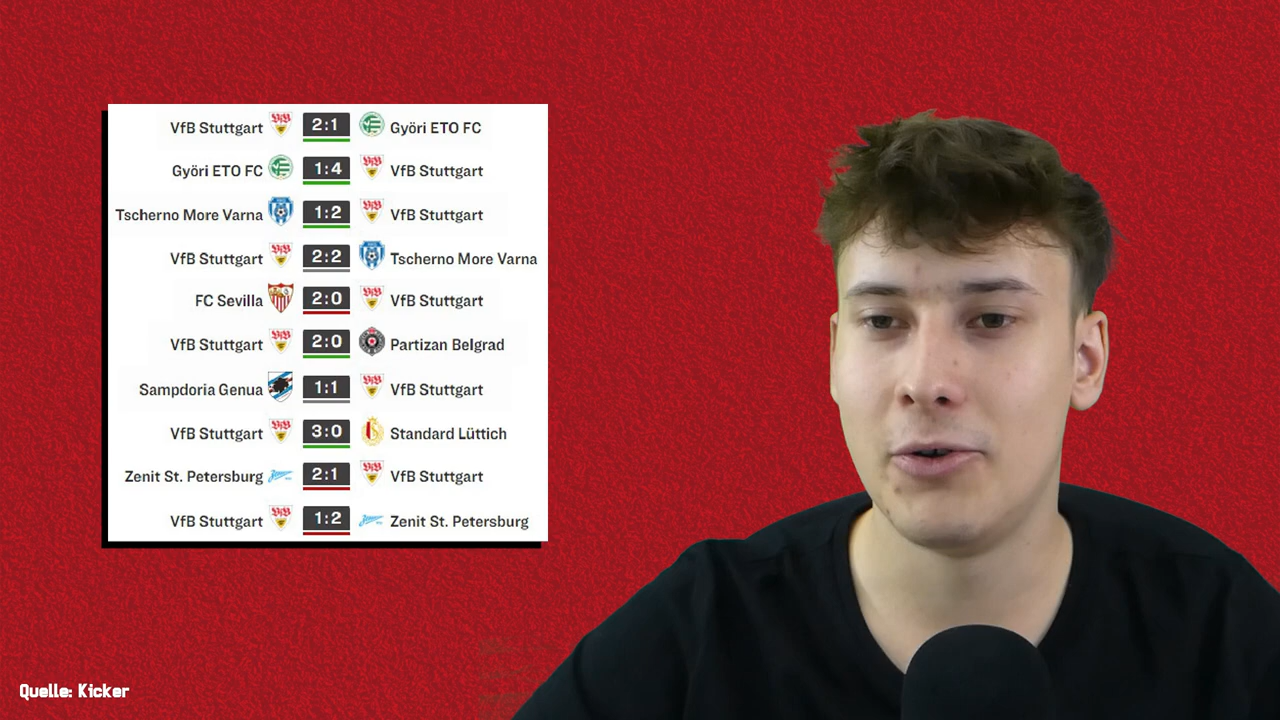 VfB Stuttgart 2:1 Györi ETO FC
Györi ETO FC 1:4 VfB Stuttgart
Tscherno More Varna 1:2 VfB Stuttgart
VfB Stuttgart 2:2 Tscherno More Varna
FC Sevilla 2:0 VfB Stuttgart
VfB Stuttgart 2:0 Partizan Belgrad
Sampdoria Genua 1:1 VfB Stuttgart
VfB Stuttgart 3:0 Standard Lüttich
Zenit St. Petersburg 2:1 VfB Stuttgart
VfB Stuttgart 1:2 Zenit St. Petersburg
Quelle: Kicker